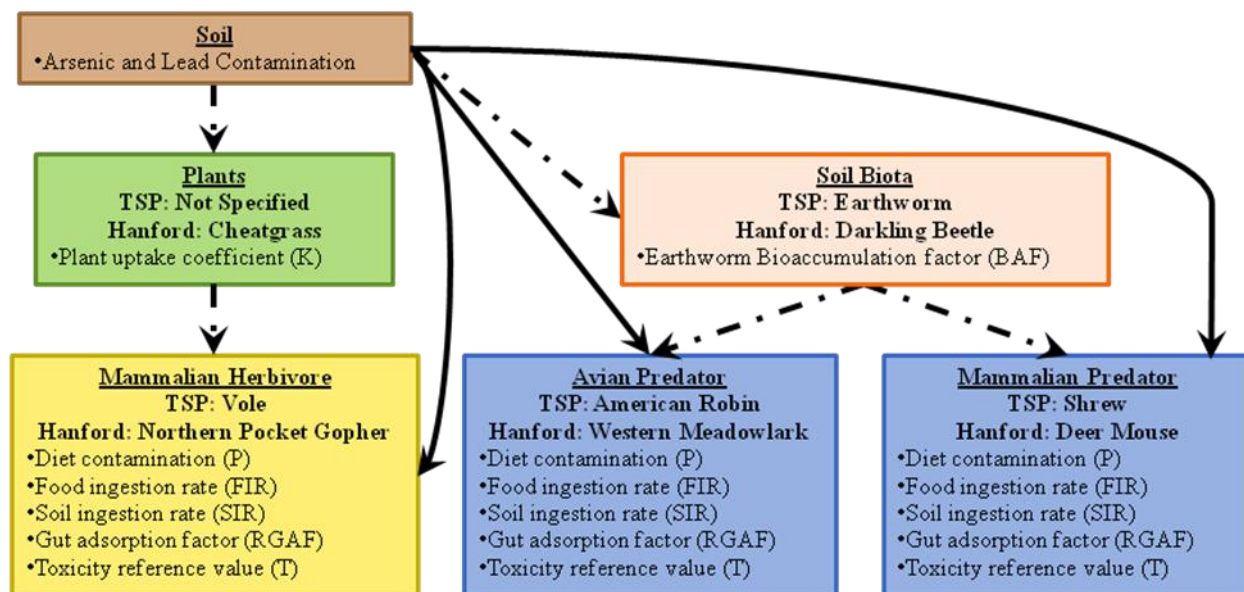 Soil
•Arsenic and Lead Contamination
Plants
TSP: Not Specified
Hanford: Cheatgrass
•Plant uptake coefficient (K)
Soil Biota
TSP: Earthworm
Hanford: Darkling Beetle
•Earthworm Bioaccumulation factor (BAF)
Mammalian Herbivore
TSP: Vole
Hanford: Northern Pocket Gopher
•Diet contamination (P)
•Food ingestion rate (FIR)
•Soil ingestion rate (SIR)
•Gut adsorption factor (RGAF)
•Toxicity reference value (T)
Avian Predator
TSP: American Robin
Hanford: Western Meadowlark
•Diet contamination (P)
•Food ingestion rate (FIR)
•Soil ingestion rate (SIR)
•Gut adsorption factor (RGAF)
•Toxicity reference value (T)
Mammalian Predator
TSP: Shrew
Hanford: Deer Mouse
•Diet contamination (P)
•Food ingestion rate (FIR)
•Soil ingestion rate (SIR)
•Gut adsorption factor (RGAF)
•Toxicity reference value (T)